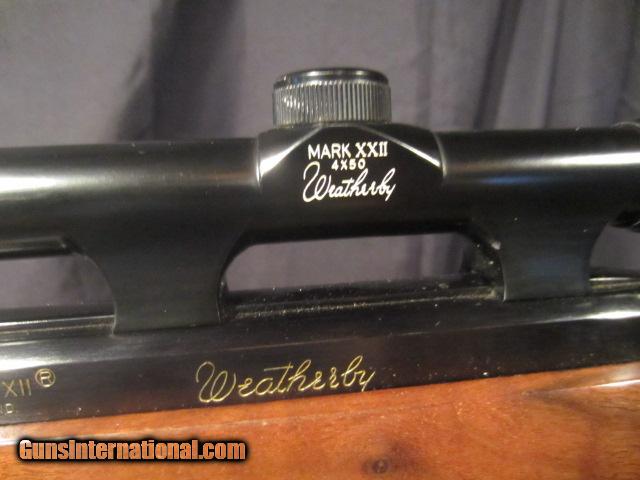 MARK XXII
4X50
Weatherby
XII®
Weatherby
GunsInternational.com